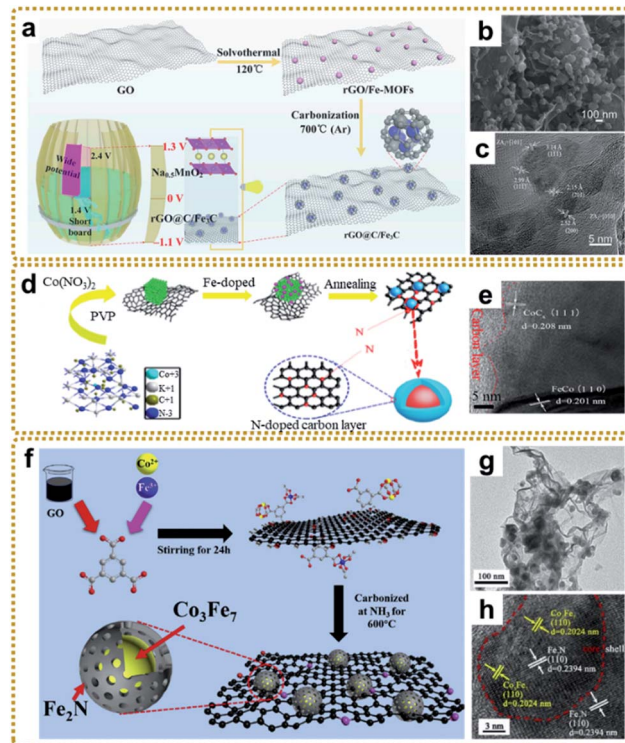 a
Solvothermal
120℃
GO
rGO/Fe-MOFs
Carbonization
700℃ (Ar)
Wide
potential
2.4 V
1.4 V
Short
board
1.3 V
Na0.5MnO2
0 V
rGO@C/Fe3C
-1.1 V
rGO@C/Fe3C
b
100 nm
c
5 nm
d
Co(NO3)2
PVP
Fe-doped
Annealing
Co+3
K+1
C+1
N-3
N
N
N-doped carbon layer
e
Carbon layer
CoCx (1 1 1)
d=0.208 nm
5 nm
FeCo (1 1 0)
d=0.201 nm
f
Co2+
Fe3+
GO
Stirring for 24h
Carbonized
at NH3 for
600°C
Co3Fe7
Fe2N
g
100 nm
h
(110)
d=0.2024 nm
Fe2N
(110)
d=0.2394 nm
shell
(110)
d=0.2024 nm
Fe2N
(110)
d=0.2394 nm
3 nm